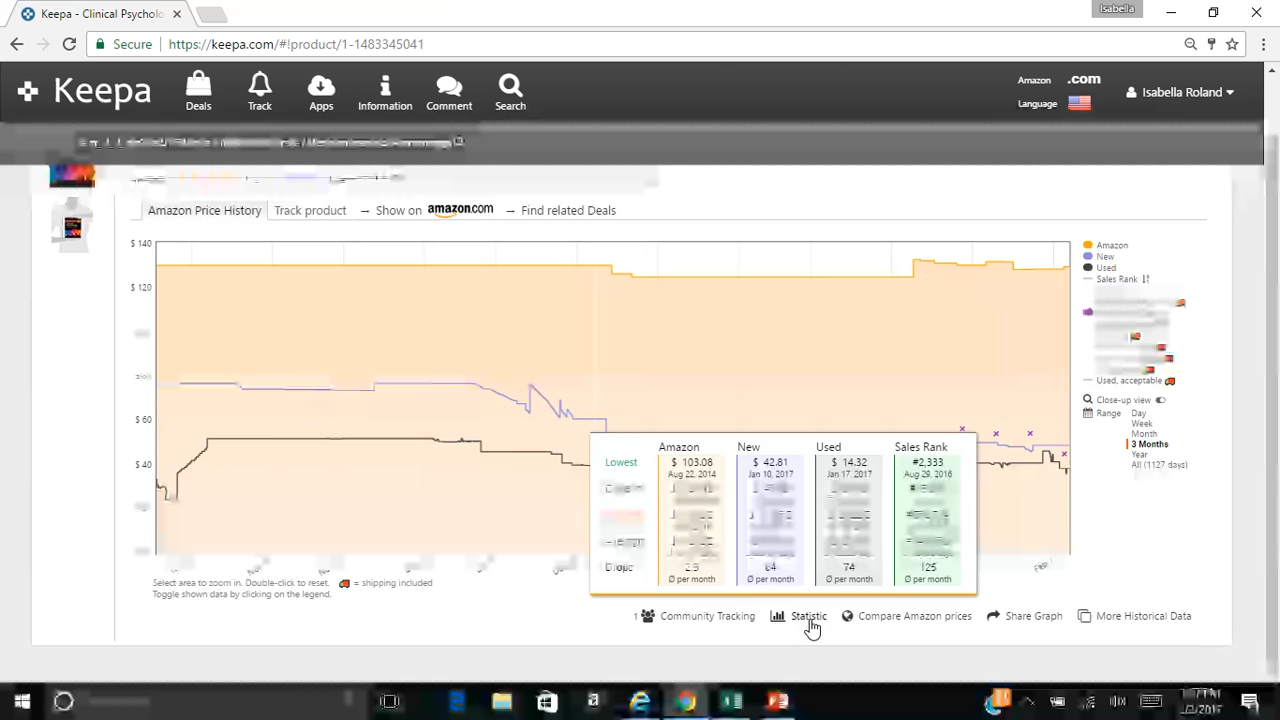 Keepa - Clinical Psycholo
Isabella
Secure
https://keepa.com/#!product/1-1483345041
Keepa
Deals
Track
Apps
Information
Comment
Search
Amazon .com
Language
Isabella Roland
Amazon Price History
Track product
→ Show on amazon.com
→ Find related Deals
$ 140
$ 120
$ 60
$ 40
Amazon
New
Used
Sales Rank
Used, acceptable
Close-up view
Range
Day
Week
Month
3 Months
Year
All (1127 days)
Amazon New Used Sales Rank
Lowest $ 103.08 $ 42.81 $ 14.32 #2,333
Aug 22, 2014 Jan 10, 2017 Jan 17, 2017 Aug 29, 2016
64 74 125
Ø per month Ø per month Ø per month Ø per month
Select area to zoom in. Double-click to reset.
= shipping included
Toggle shown data by clicking on the legend.
1 Community Tracking
Statistic
Compare Amazon prices
Share Graph
More Historical Data